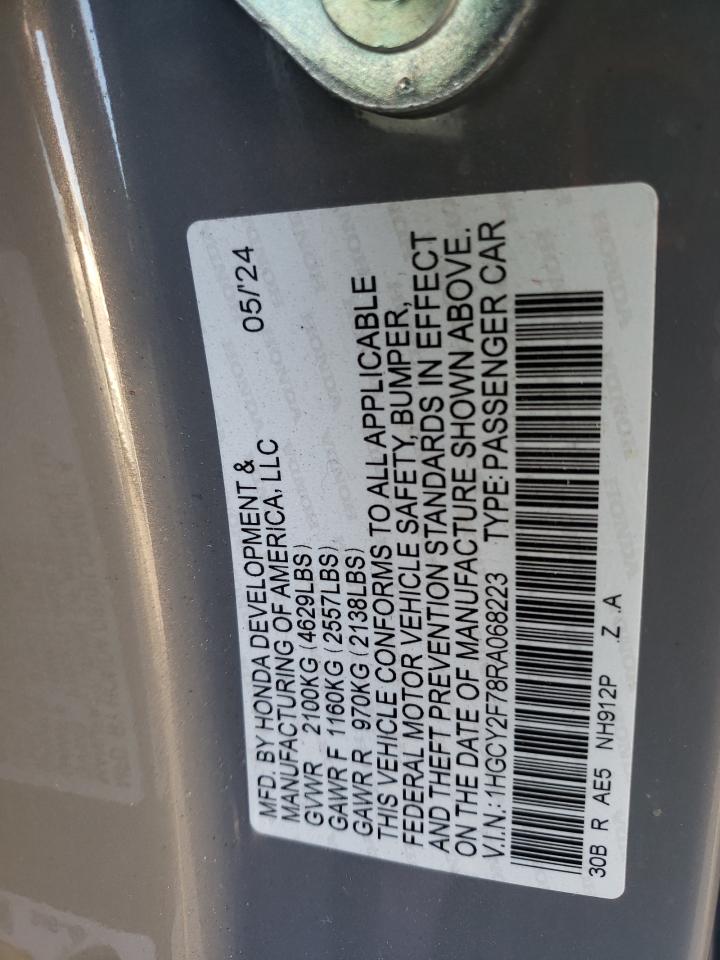 MFD. BY HONDA DEVELOPMENT & 05/'24
MANUFACTURING OF AMERICA, LLC
GVWR 2100KG (4629LBS)
GAWR F 1160KG (2557LBS)
GAWR R 970KG (2138LBS)
THIS VEHICLE CONFORMS TO ALL APPLICABLE
FEDERAL MOTOR VEHICLE SAFETY, BUMPER,
AND THEFT PREVENTION STANDARDS IN EFFECT
ON THE DATE OF MANUFACTURE SHOWN ABOVE.
V.I.N.:1HGCY2F78RA068223 TYPE:PASSENGER CAR
30B R AE5 NH912P .Z .A